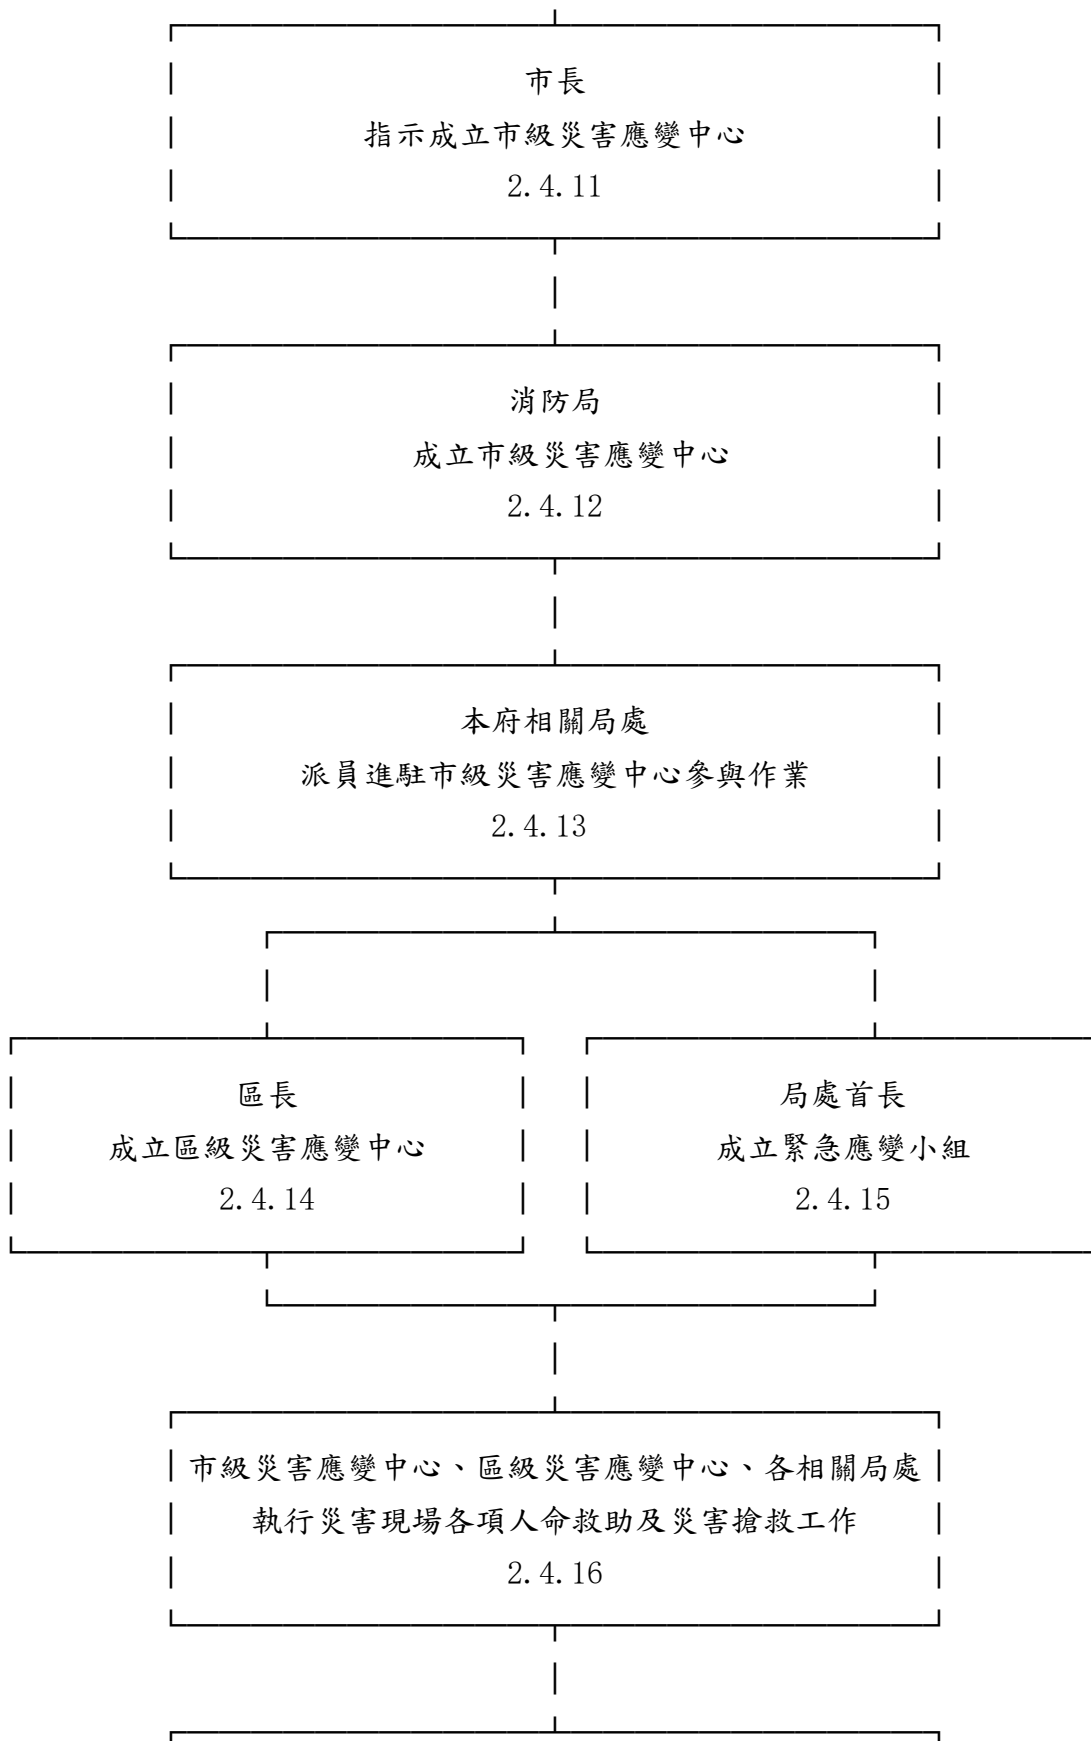 市長
指示成立市級災害應變中心
2.4.11
消防局
成立市級災害應變中心
2.4.12
本府相關局處
派員進駐市級災害應變中心參與作業
2.4.13
區長
成立區級災害應變中心
2.4.14
局處首長
成立緊急應變小組
2.4.15
市級災害應變中心、區級災害應變中心、各相關局處
執行災害現場各項人命救助及災害搶救工作
2.4.16